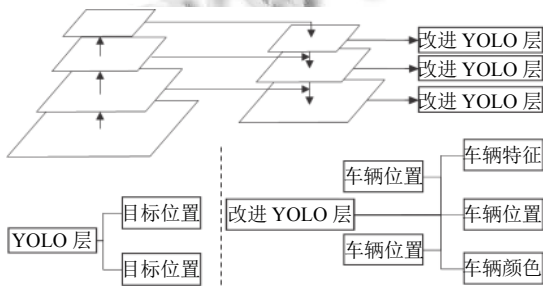 改进 YOLO 层
改进 YOLO 层
改进 YOLO 层
YOLO 层
目标位置
目标位置
改进 YOLO 层
车辆位置
车辆位置
车辆特征
车辆位置
车辆颜色